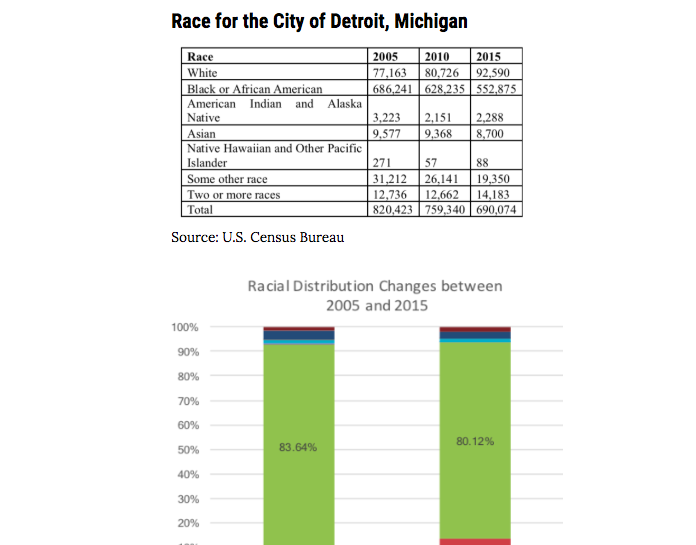 Race for the City of Detroit, Michigan
Race 2005 2010 2015
White 77,163 80,726 92,590
Black or African American 686,241 628,235 552,875
American Indian and Alaska
Native 3,223 2,151 2,288
Asian 9,577 9,368 8,700
Native Hawaiian and Other Pacific
Islander 271 57 88
Some other race 31,212 26,141 19,350
Two or more races 12,736 12,662 14,183
Total 820,423 759,340 690,074
Source: U.S. Census Bureau
Racial Distribution Changes between
2005 and 2015
100%
90%
80%
70%
60%
50%
40%
30%
20%
83.64%
80.12%